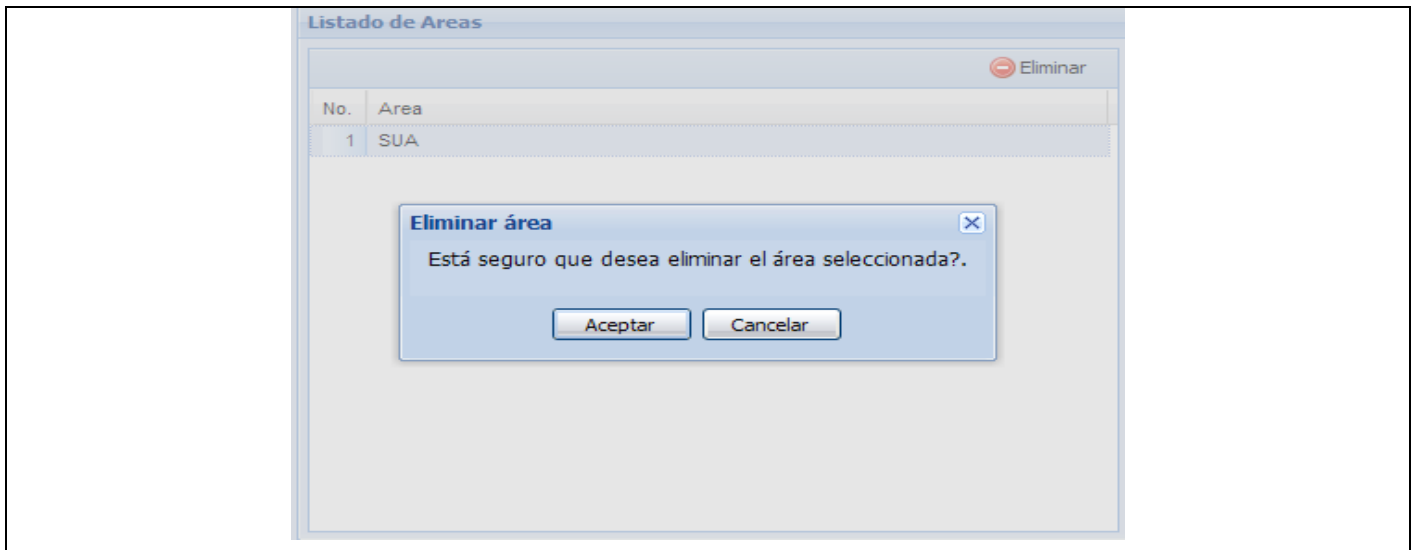 Listado de Areas
Eliminar
No. Area
1 SUA
Eliminar área
Está seguro que desea eliminar el área seleccionada?.
Aceptar Cancelar